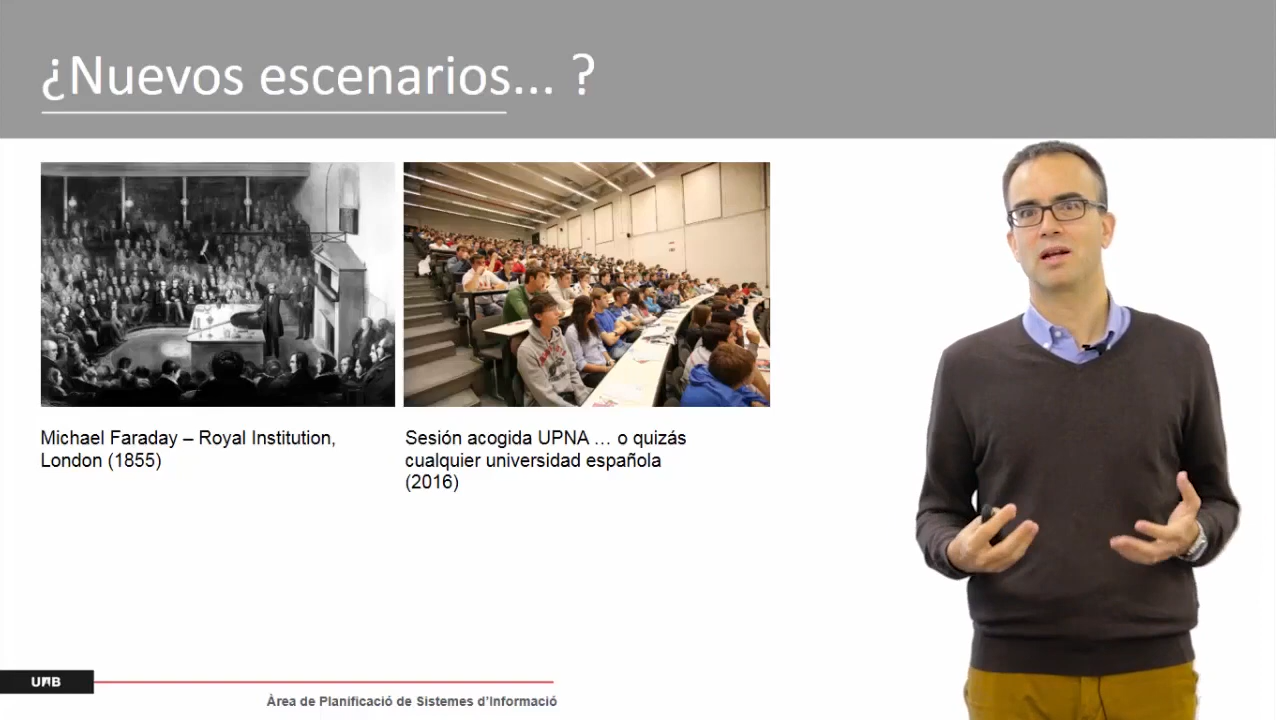 ¿Nuevos escenarios... ?
Michael Faraday – Royal Institution,
London (1855)
Sesión acogida UPNA ... o quizás
cualquier universidad española
(2016)
UAB
Àrea de Planificació de Sistemes d'Informació